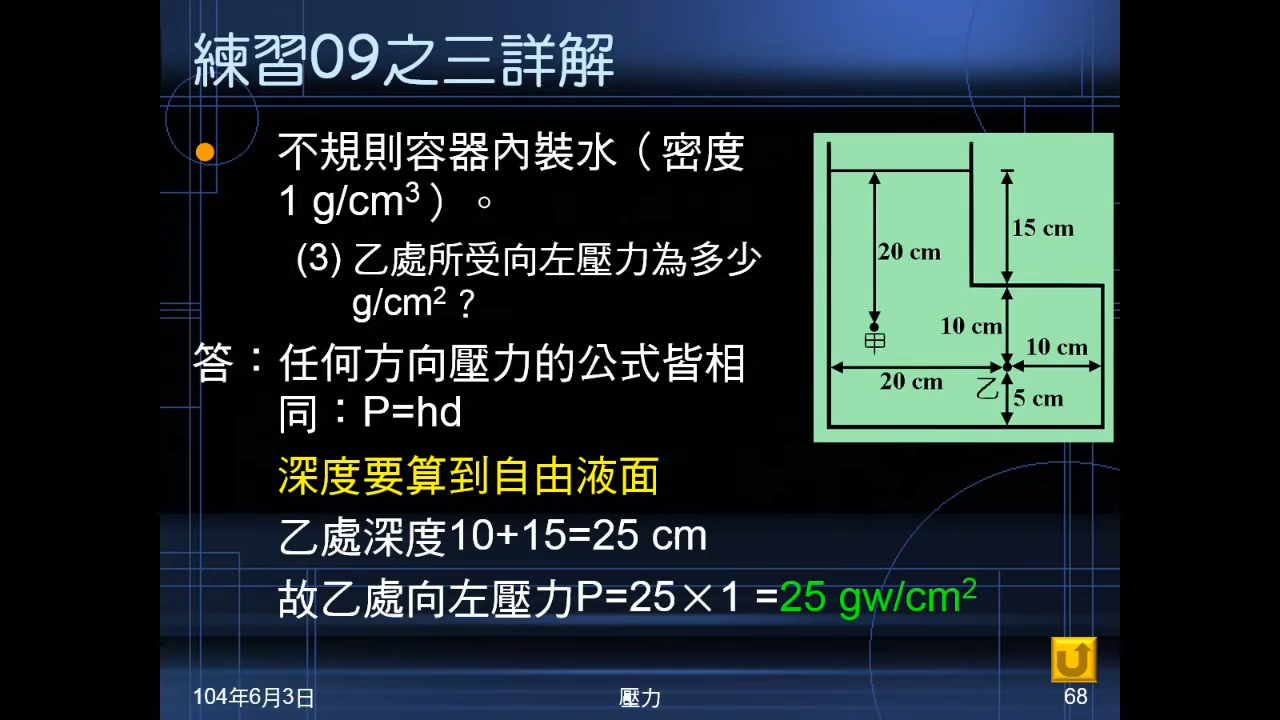 練習09之三詳解
不規則容器內裝水（密度
1 g/cm³）。
(3) 乙處所受向左壓力為多少
g/cm²？
答：任何方向壓力的公式皆相
同：P=hd
深度要算到自由液面
乙處深度10+15=25 cm
故乙處向左壓力P=25×1 =25 gw/cm²
15 cm
20 cm
10 cm
甲
10 cm
20 cm
乙
5 cm
104年6月3日
壓力
68